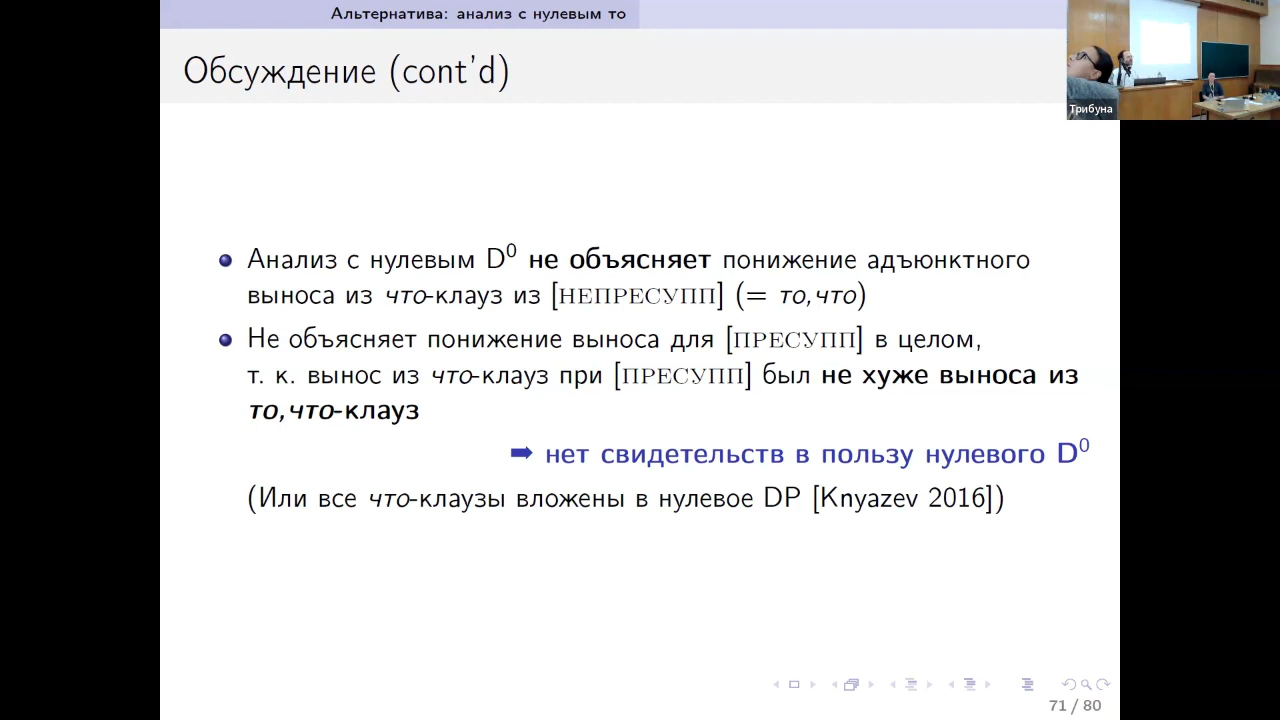 Альтернатива: анализ с нулевым то
Обсуждение (cont'd)
Трибуна
Анализ с нулевым D⁰ не объясняет понижение адъюнктного
выноса из что-клауз из [НЕПРЕСУПП] (= то,что)
Не объясняет понижение выноса для [ПРЕСУПП] в целом,
т. к. вынос из что-клауз при [ПРЕСУПП] был не хуже выноса из
то,что-клауз
➡ нет свидетельств в пользу нулевого D⁰
(Или все что-клаузы вложены в нулевое DP [Knyazev 2016])
71 / 80